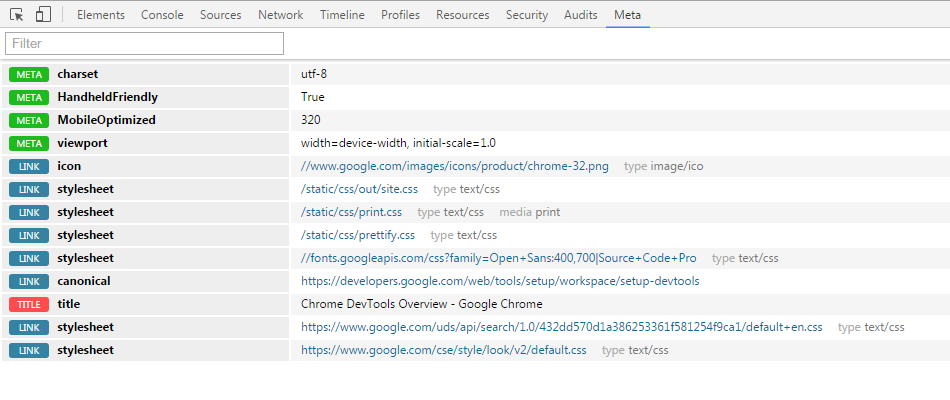 Elements Console Sources Network Timeline Profiles Resources Security Audits Meta
Filter
META charset utf-8
META HandheldFriendly True
META MobileOptimized 320
META viewport width=device-width, initial-scale=1.0
LINK icon //www.google.com/images/icons/product/chrome-32.png type image/ico
LINK stylesheet /static/css/out/site.css type text/css
LINK stylesheet /static/css/print.css type text/css media print
LINK stylesheet /static/css/prettify.css type text/css
LINK stylesheet //fonts.googleapis.com/css?family=Open+Sans:400,700|Source+Code+Pro type text/css
LINK canonical https://developers.google.com/web/tools/setup/workspace/setup-devtools
TITLE title Chrome DevTools Overview - Google Chrome
LINK stylesheet https://www.google.com/uds/api/search/1.0/432dd570d1a386253361f581254f9ca1/default+en.css type text/css
LINK stylesheet https://www.google.com/cse/style/look/v2/default.css type text/css